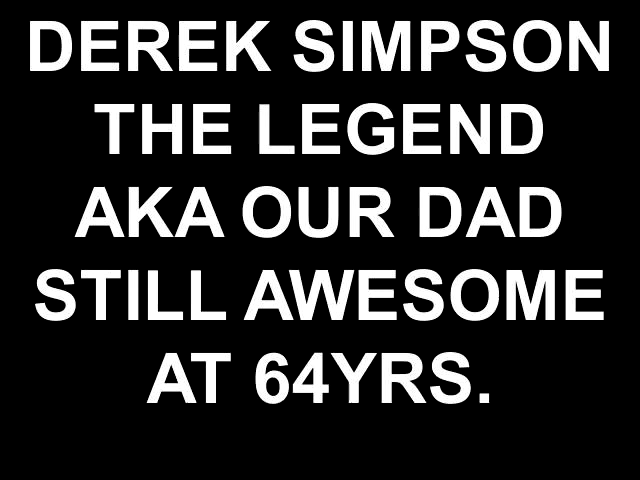 DEREK SIMPSON
THE LEGEND
AKA OUR DAD
STILL AWESOME
AT 64YRS.